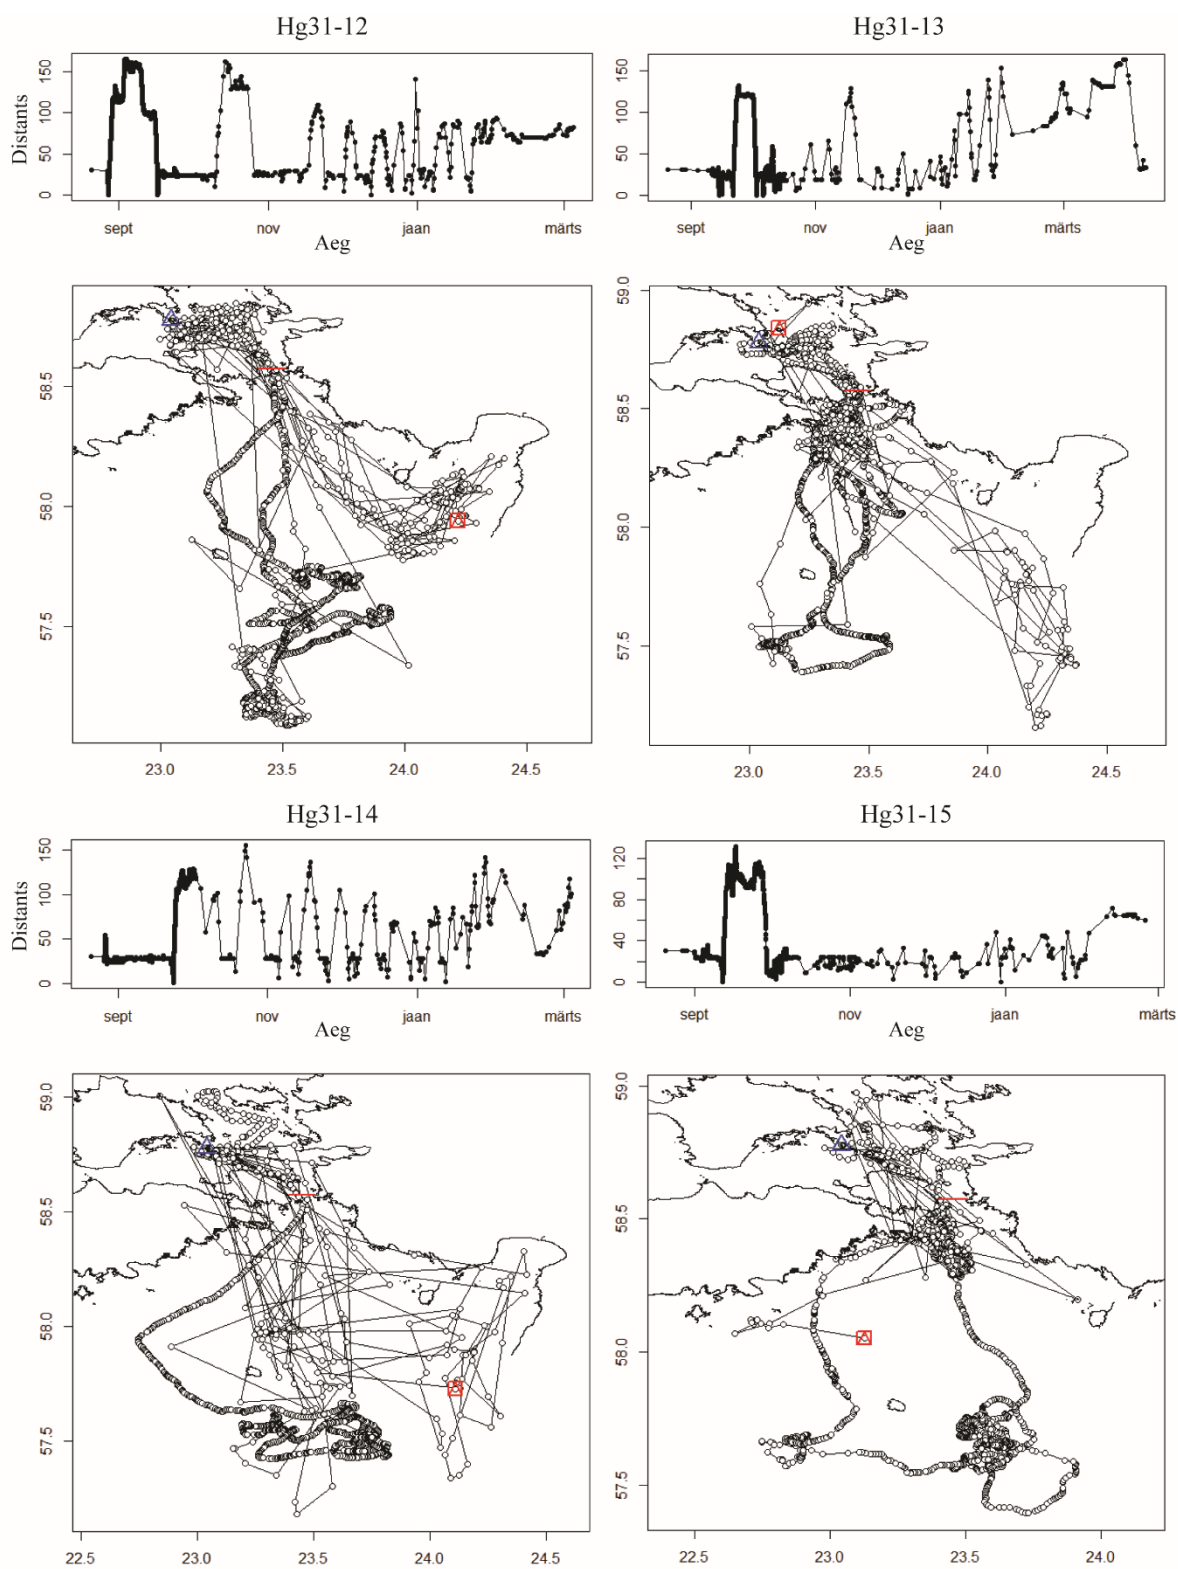 Hg31-12
Hg31-13
Distants
0 50 100 150
sept nov jaan märts
Aeg
0 50 100 150
sept nov jaan märts
Aeg
57.5 58.0 58.5
23.0 23.5 24.0 24.5
57.5 58.0 58.5 59.0
23.0 23.5 24.0 24.5
Hg31-14
Hg31-15
Distants
0 50 100 150
sept nov jaan märts
Aeg
0 40 80 120
sept nov jaan märts
Aeg
57.5 58.0 58.5 59.0
22.5 23.0 23.5 24.0 24.5
57.5 58.0 58.5 59.0
22.5 23.0 23.5 24.0